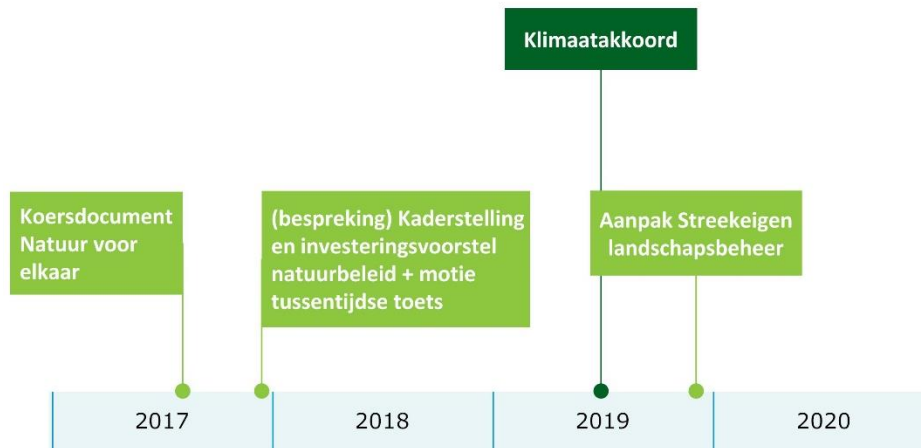 Klimaatakkoord
Koersdocument
Natuur voor
elkaar
(bespreking) Kaderstelling
en investeringsvoorstel
natuurbeleid + motie
tussentijdse toets
Aanpak Streekeigen
landschapsbeheer
2017
2018
2019
2020